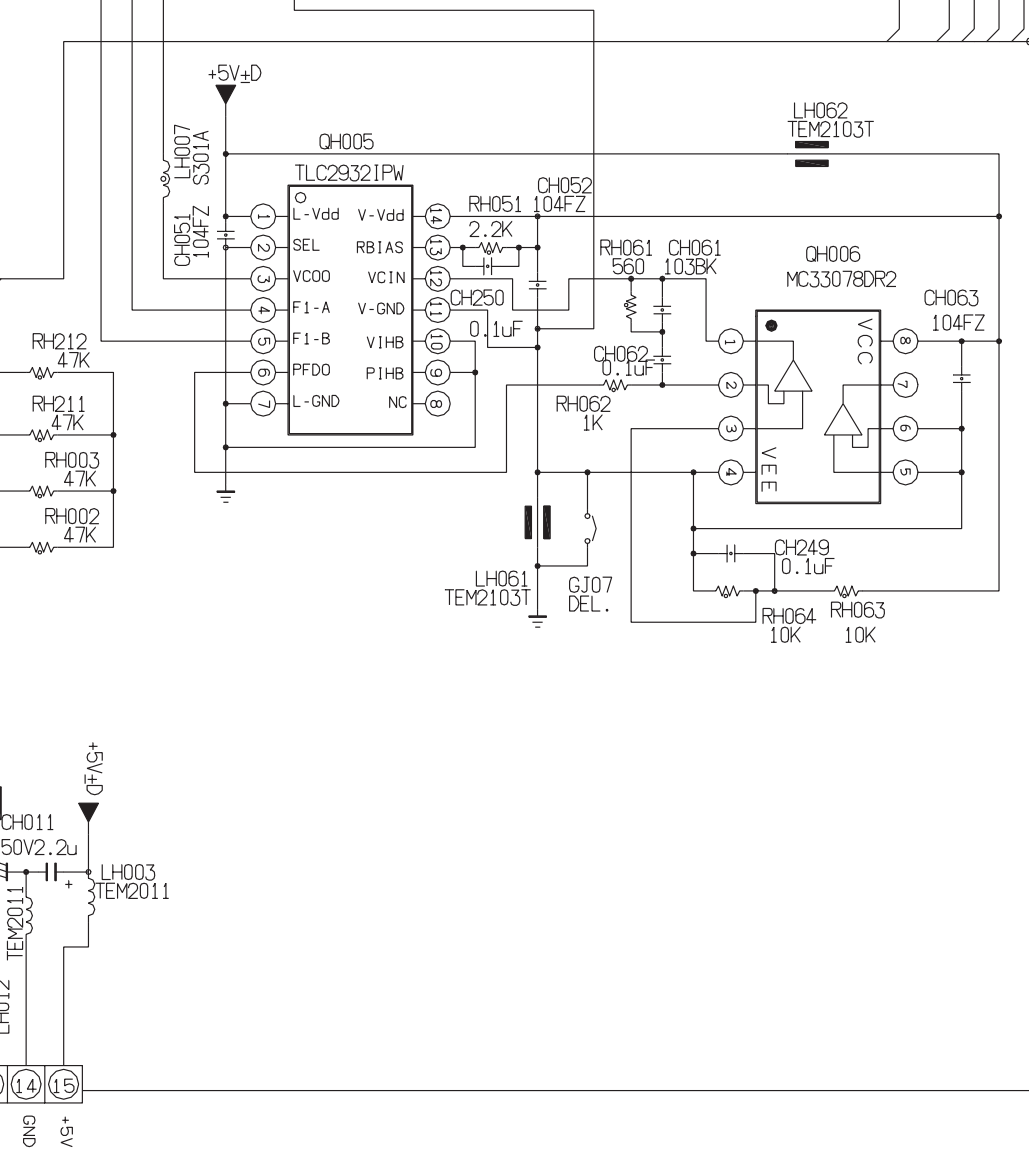 +5V±D
LH062
TEM2103T
LH007
S301A
QH005
TLC2932IPW
CH051
104FZ
1
L-Vdd
V-Vdd
14
2
SEL
RBIAS
13
3
VCOO
VCIN
12
4
F1-A
V-GND
11
5
F1-B
VIHB
10
6
PFDO
PIHB
9
7
L-GND
NC
8
CH052
104FZ
RH051
2.2K
CH250
0.1uF
RH061
560
CH061
103BK
QH006
MC33078DR2
CH063
104FZ
1
VCC
8
2
7
3
6
4
VEE
5
CH062
0.1uF
RH062
1K
RH212
47K
RH211
47K
RH003
47K
RH002
47K
LH061
TEM2103T
GJ07
DEL.
CH249
0.1uF
RH064
10K
RH063
10K
+5V±D
CH011
50V2.2u
+
LH003
TEM2011
TEM2011
LH012
14
15
GND
+5V